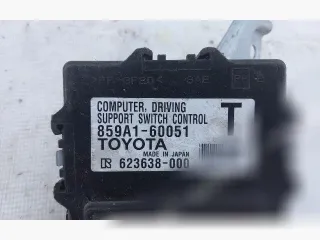 COMPUTER, DRIVING
SUPPORT SWITCH CONTROL
859A1-60051
T
TOYOTA
MADE IN JAPAN
623638-000